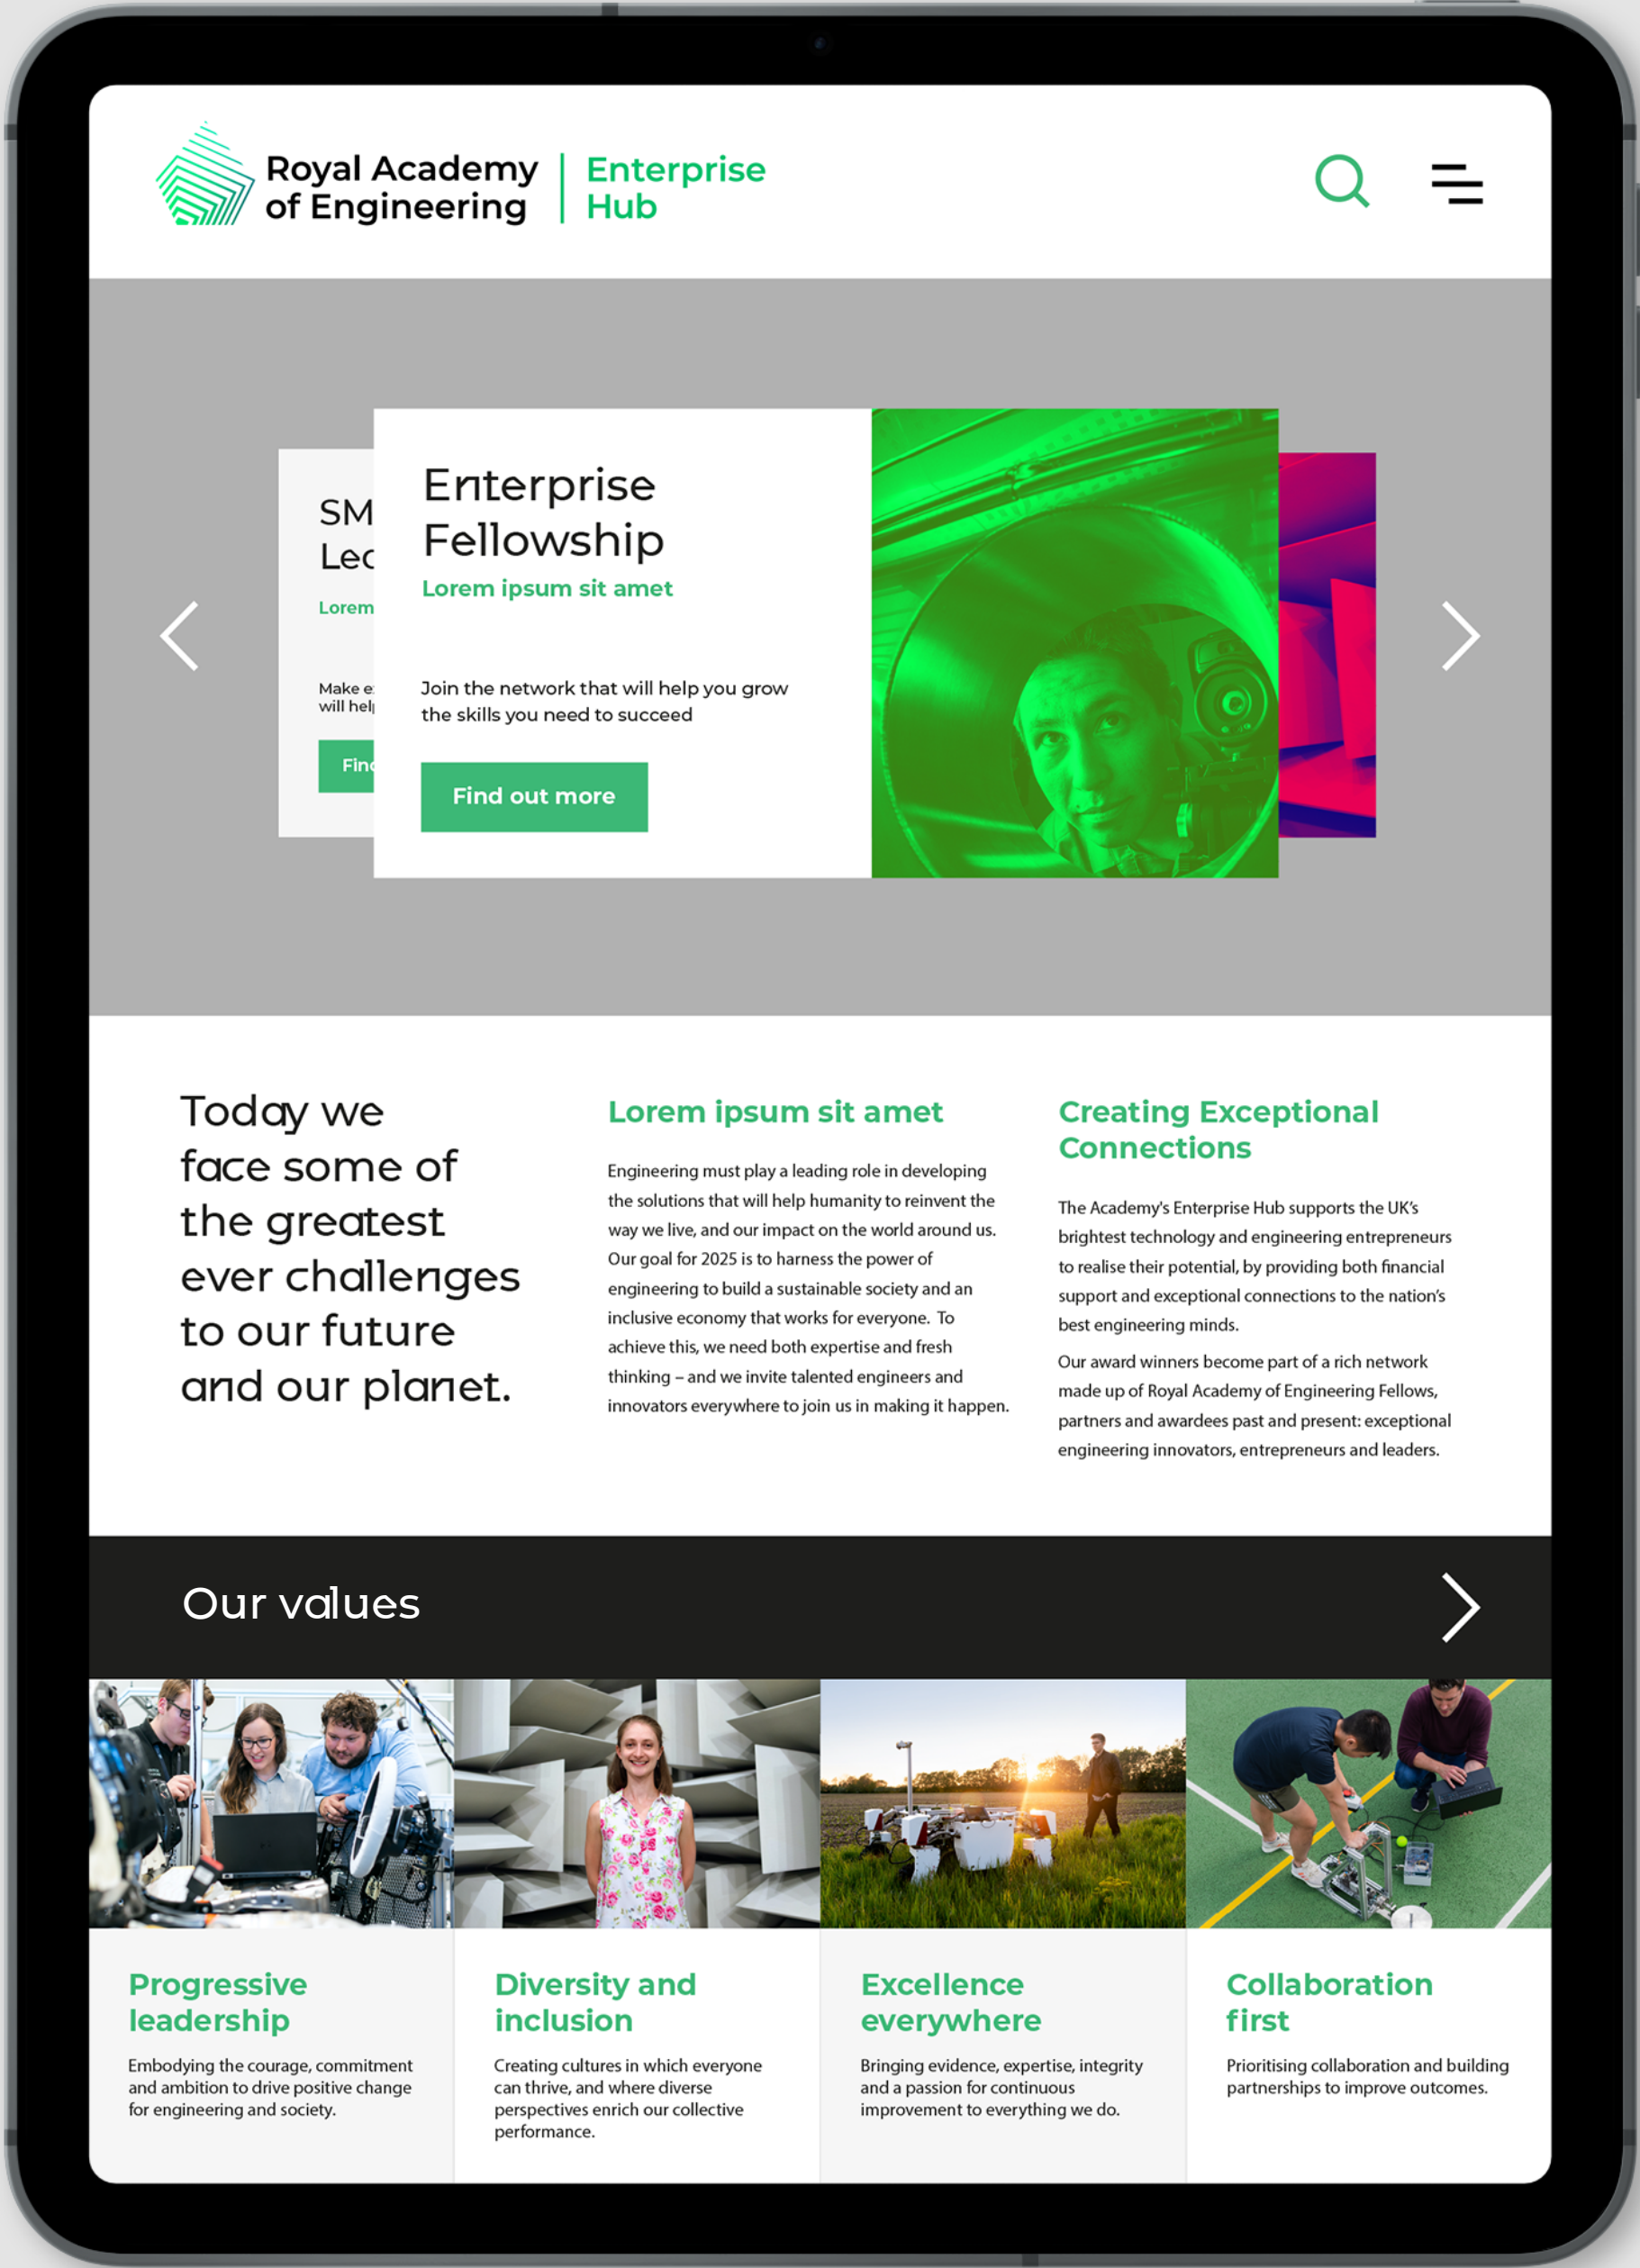 Royal Academy
of Engineering
Enterprise
Hub
SM
Lorem
Make e
will help
Enterprise
Fellowship
Lorem ipsum sit amet
Join the network that will help you grow
the skills you need to succeed
Find out more
Today we
face some of
the greatest
ever challenges
to our future
and our planet.
Lorem ipsum sit amet
Engineering must play a leading role in developing
the solutions that will help humanity to reinvent the
way we live, and our impact on the world around us.
Our goal for 2025 is to harness the power of
engineering to build a sustainable society and an
inclusive economy that works for everyone. To
achieve this, we need both expertise and fresh
thinking – and we invite talented engineers and
innovators everywhere to join us in making it happen.
Creating Exceptional
Connections
The Academy's Enterprise Hub supports the UK’s
brightest technology and engineering entrepreneurs
to realise their potential, by providing both financial
support and exceptional connections to the nation’s
best engineering minds.
Our award winners become part of a rich network
made up of Royal Academy of Engineering Fellows,
partners and awardees past and present: exceptional
engineering innovators, entrepreneurs and leaders.
Our values
Progressive
leadership
Embodying the courage, commitment
and ambition to drive positive change
for engineering and society.
Diversity and
inclusion
Creating cultures in which everyone
can thrive, and where diverse
perspectives enrich our collective
performance.
Excellence
everywhere
Bringing evidence, expertise, integrity
and a passion for continuous
improvement to everything we do.
Collaboration
first
Prioritising collaboration and building
partnerships to improve outcomes.